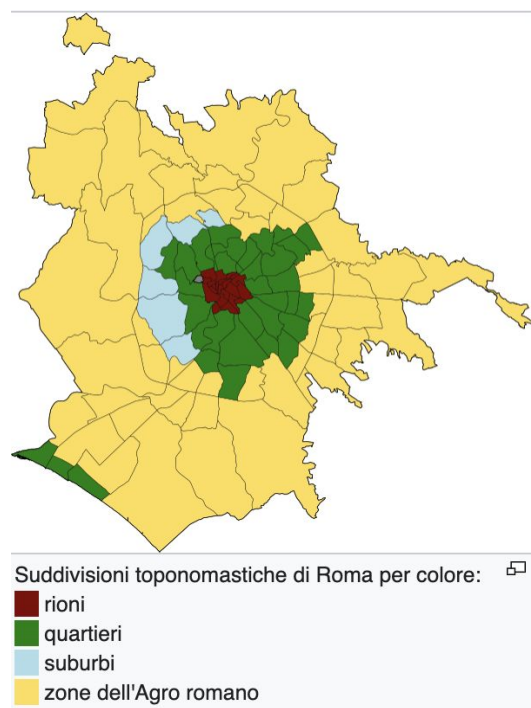 Suddivisioni toponomastiche di Roma per colore:
rioni
quartieri
suburbi
zone dell'Agro romano